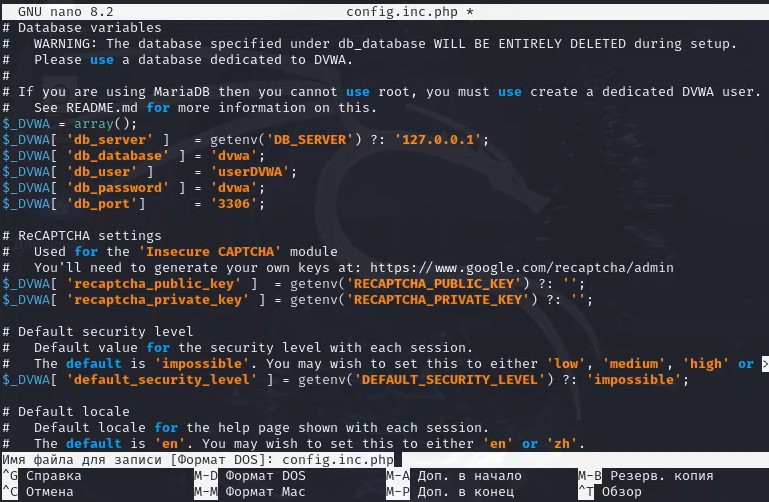 GNU nano 8.2 config.inc.php *
# Database variables
#   WARNING: The database specified under db_database WILL BE ENTIRELY DELETED during setup.
#   Please use a database dedicated to DVWA.
#
# If you are using MariaDB then you cannot use root, you must use create a dedicated DVWA user.
#   See README.md for more information on this.
$_DVWA = array();
$_DVWA[ 'db_server' ]   = getenv('DB_SERVER') ?: '127.0.0.1';
$_DVWA[ 'db_database' ] = 'dvwa';
$_DVWA[ 'db_user' ]     = 'userDVWA';
$_DVWA[ 'db_password' ] = 'dvwa';
$_DVWA[ 'db_port']      = '3306';
# ReCAPTCHA settings
#   Used for the 'Insecure CAPTCHA' module
#   You'll need to generate your own keys at: https://www.google.com/recaptcha/admin
$_DVWA[ 'recaptcha_public_key' ]  = getenv('RECAPTCHA_PUBLIC_KEY') ?: '';
$_DVWA[ 'recaptcha_private_key' ] = getenv('RECAPTCHA_PRIVATE_KEY') ?: '';
# Default security level
#   Default value for the security level with each session.
#   The default is 'impossible'. You may wish to set this to either 'low', 'medium', 'high' or >
$_DVWA[ 'default_security_level' ] = getenv('DEFAULT_SECURITY_LEVEL') ?: 'impossible';
# Default locale
#   Default locale for the help page shown with each session.
#   The default is 'en'. You may wish to set this to either 'en' or 'zh'.
Имя файла для записи [Формат DOS]: config.inc.php
^G Справка M-D Формат DOS M-A Доп. в начало M-B Резерв. копия
^C Отмена M-M Формат Mac M-P Доп. в конец ^T Обзор